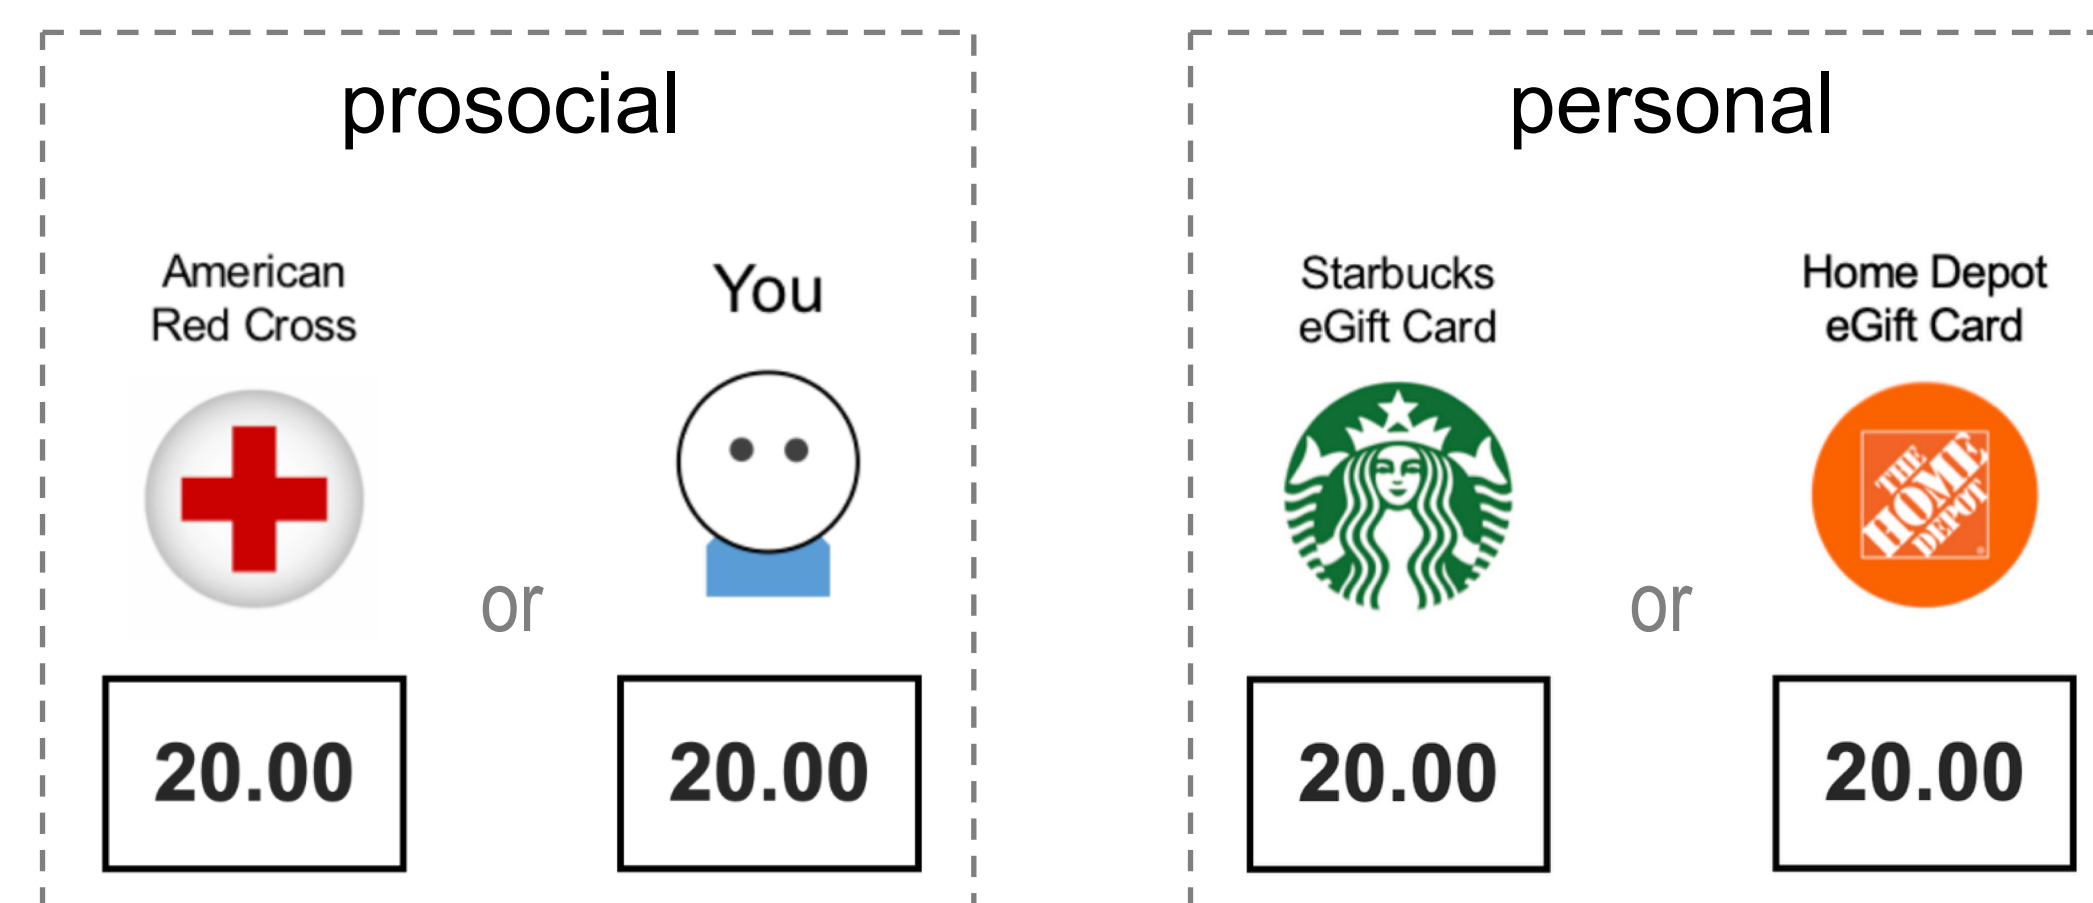 prosocial
American
Red Cross
You
or
20.00
20.00
personal
Starbucks
eGift Card
Home Depot
eGift Card
THE
HOME
DEPOT
or
20.00
20.00